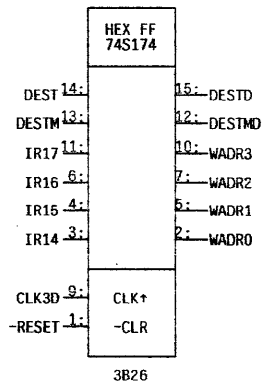 HEX FF
74S174
DEST 14: 15: DESTD
DESTM 13: 12: DESTMD
IR17 11: 10: WADR3
IR16 6: 7: WADR2
IR15 4: 5: WADR1
IR14 3: 2: WADR0
CLK3D 9: CLK↑
-RESET 1: -CLR
3B26